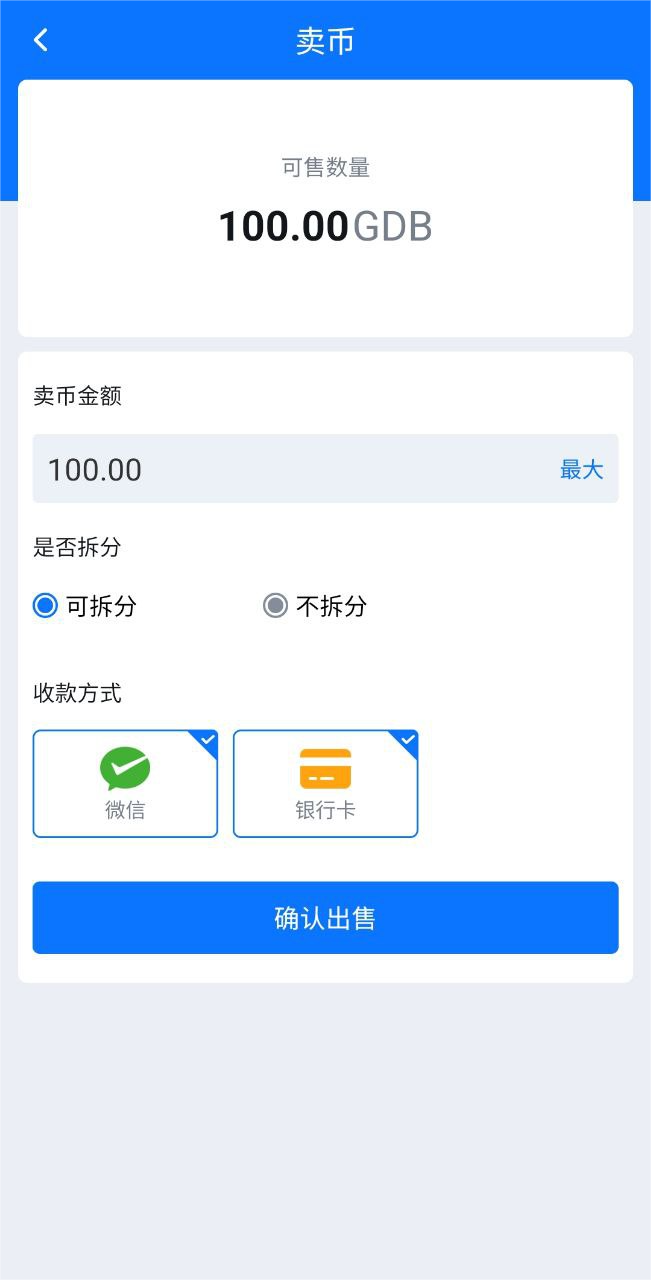 卖币
可售数量
100.00GDB
卖币金额
100.00 最大
是否拆分
可拆分 不拆分
收款方式
微信 银行卡
确认出售